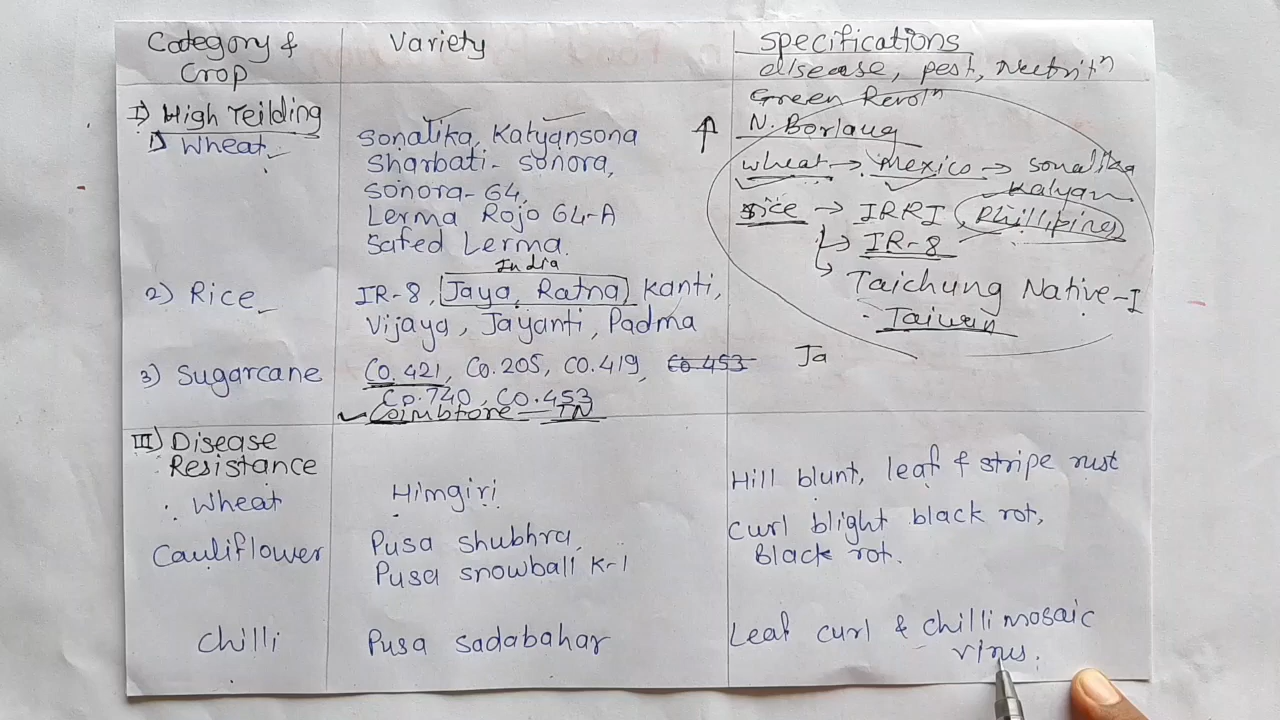 Category & Crop
Variety
Specifications
disease, pest, Nutritⁿ
I) High Yeilding
1) Wheat
Sonalika, Kalyansona
Sharbati-sonora,
Sonora-64,
Lerma Rojo 64-A
Safed Lerma.
Green Revolⁿ
N. Borlaug
wheat → Mexico → sonalika
Kalyan
rice → IRRI, Phillipines
↳ IR-8
↳ Taichung Native-I
Taiwan
2) Rice
India
IR-8, Jaya, Ratna, Kanti,
Vijaya, Jayanti, Padma
3) Sugarcane
Co.421, Co.205, CO.419, CO 453
Co.740, CO.453
Coimbtore - TN
Ja
II) Disease
Resistance
Wheat
Himgiri
Hill blunt, leaf & stripe rust
Cauliflower
Pusa shubhra,
Pusa snowball K-1
Curl blight black rot,
Black rot.
Chilli
Pusa sadabahar
Leaf curl & chilli mosaic
virus.